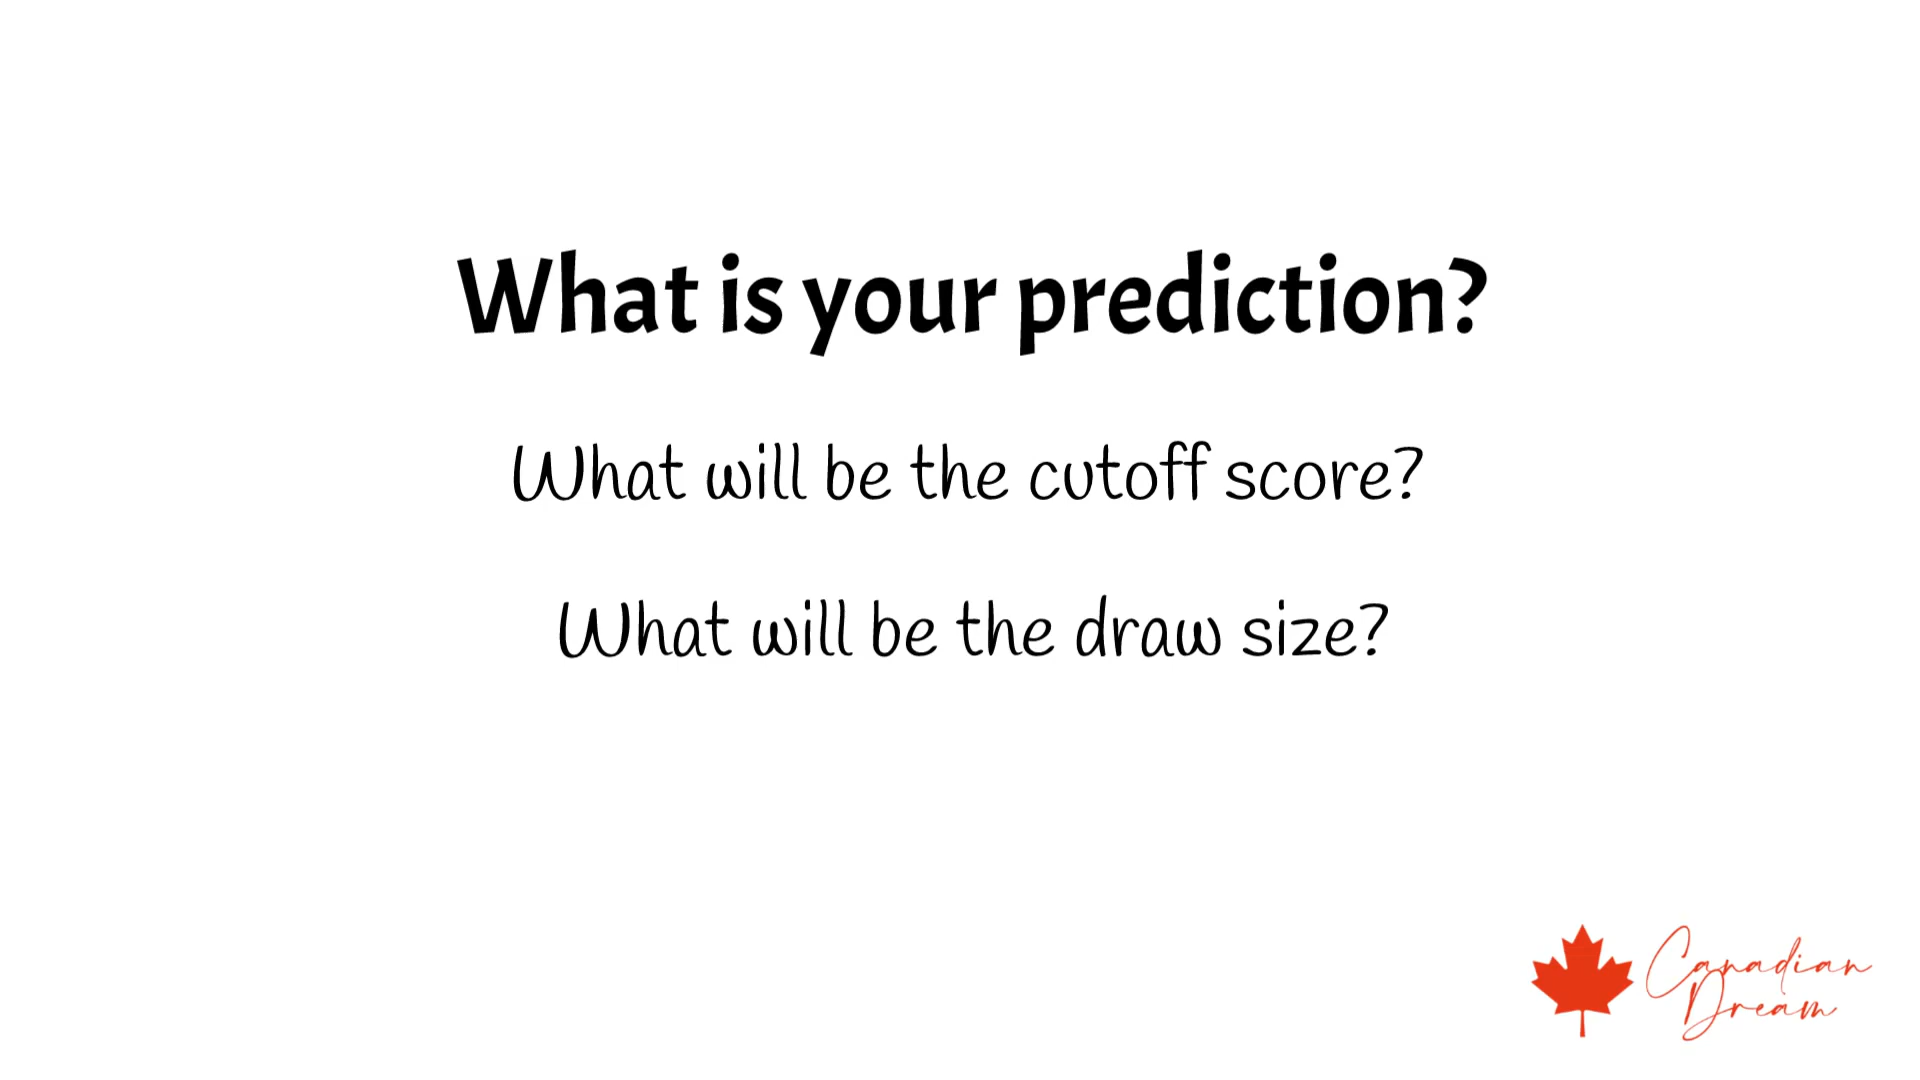 What is your prediction?
What will be the cutoff score?
What will be the draw size?
Canadian
Dream